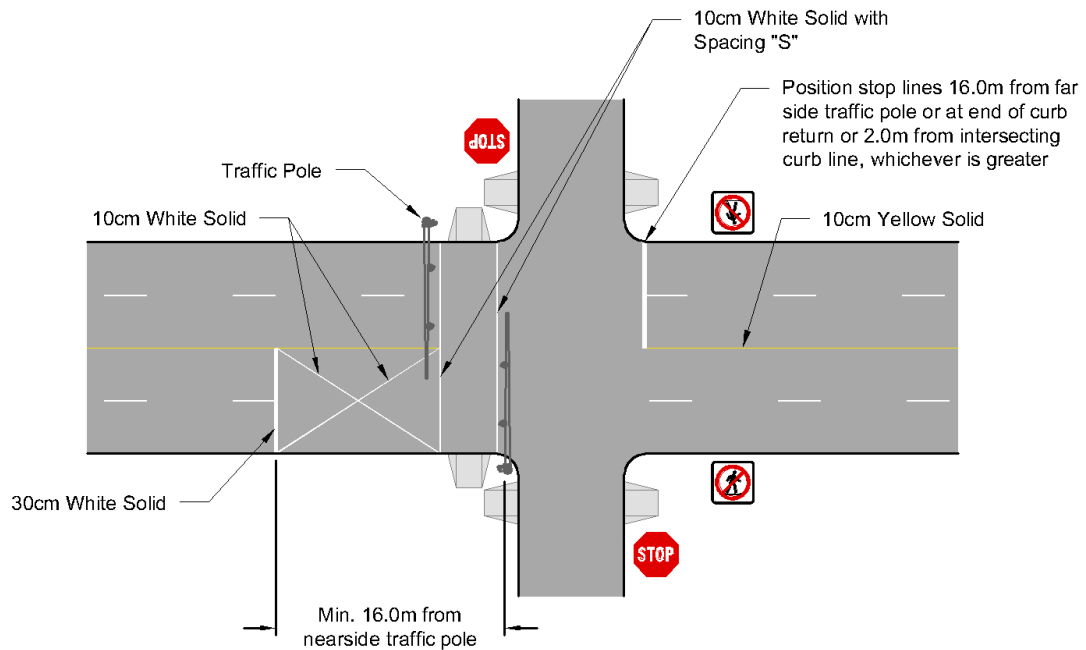 10cm White Solid with
Spacing "S"
Position stop lines 16.0m from far
side traffic pole or at end of curb
return or 2.0m from intersecting
curb line, whichever is greater
STOP
Traffic Pole
10cm White Solid
10cm Yellow Solid
30cm White Solid
STOP
Min. 16.0m from
nearside traffic pole